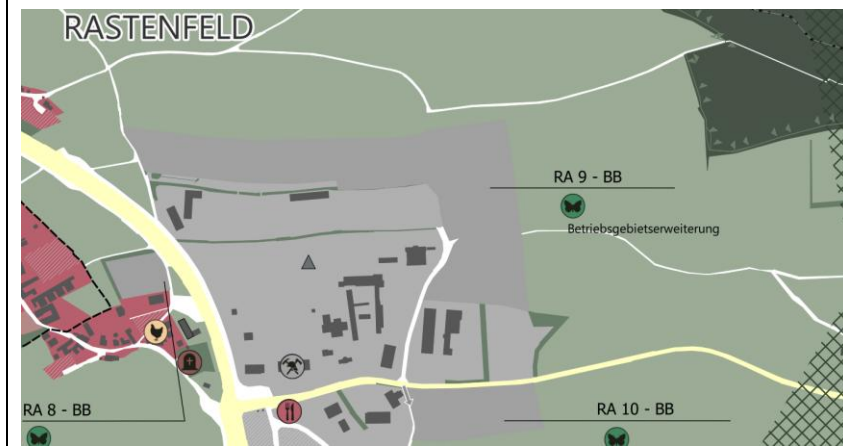 RASTENFELD
RA 9 - BB
Betriebsgebietserweiterung
RA 8 - BB
RA 10 - BB